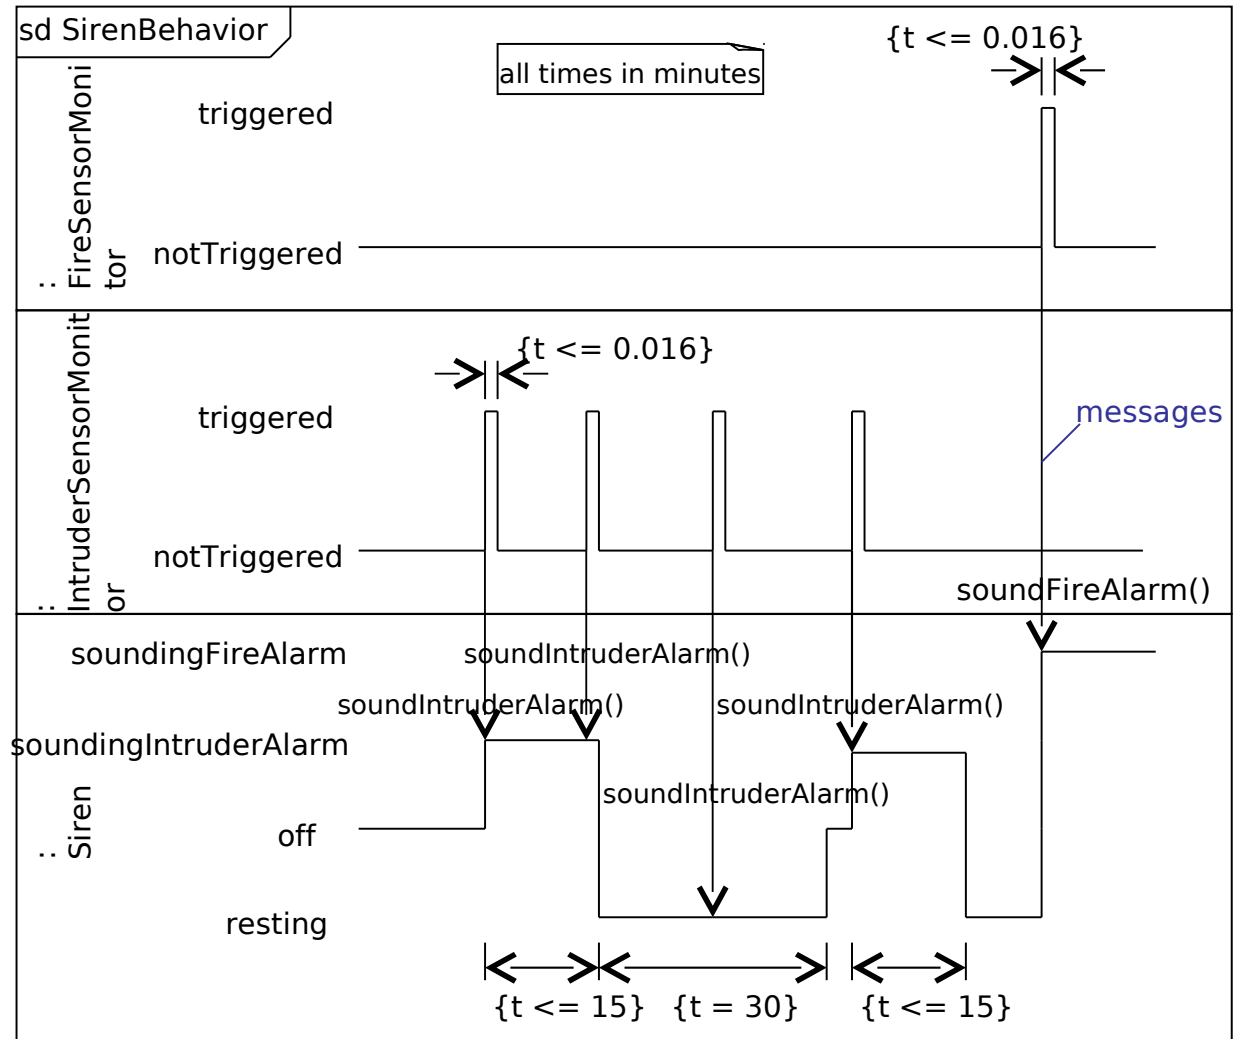 sd SirenBehavior
{t <= 0.016}
all times in minutes
: FireSensorMoni
tor
triggered
notTriggered
{t <= 0.016}
: IntruderSensorMonit
or
triggered
messages
notTriggered
soundFireAlarm()
soundingFireAlarm
soundIntruderAlarm()
soundIntruderAlarm()
soundIntruderAlarm()
soundingIntruderAlarm
soundIntruderAlarm()
: Siren
off
resting
{t <= 15}
{t = 30}
{t <= 15}